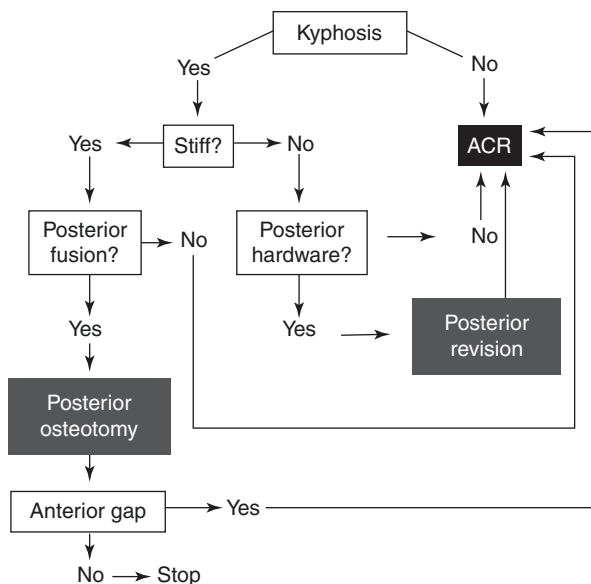 Kyphosis
Yes
No
Yes
Stiff?
No
ACR
Posterior
fusion?
No
Posterior
hardware?
No
Yes
Yes
Posterior
revision
Posterior
osteotomy
Anterior gap
Yes
No
Stop